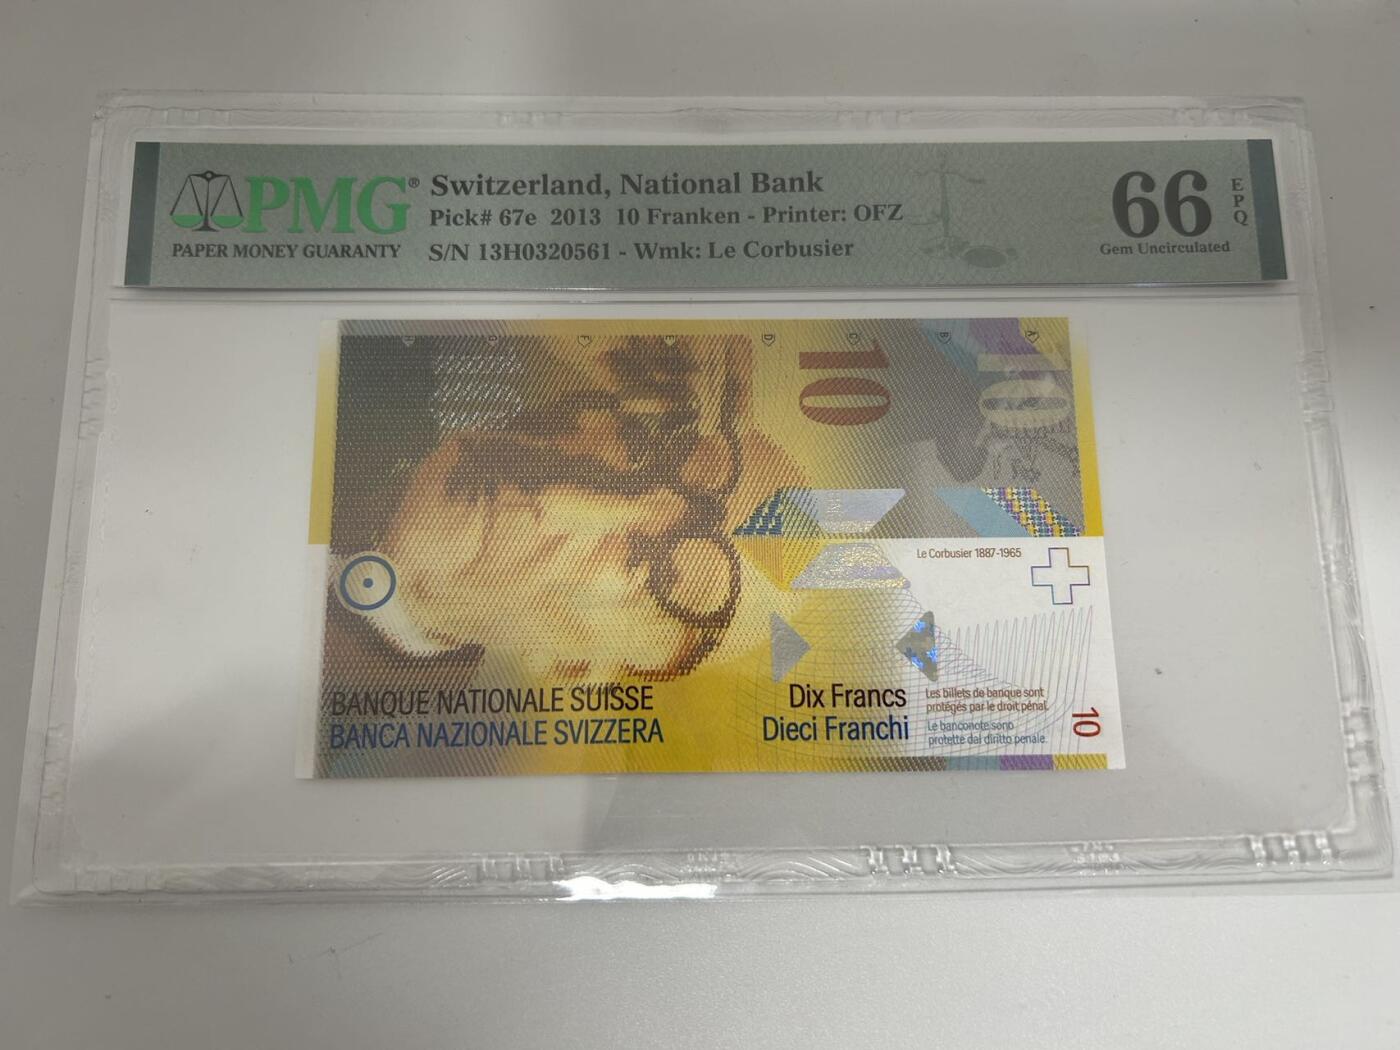 PMG®
PAPER MONEY GUARANTY
Switzerland, National Bank
Pick# 67e 2013 10 Franken - Printer: OFZ
S/N 13H0320561 - Wmk: Le Corbusier
66
EPQ
Gem Uncirculated
H G F E D C B A
10
10
Le Corbusier 1887-1965
BANQUE NATIONALE SUISSE
BANCA NAZIONALE SVIZZERA
Dix Francs
Dieci Franchi
Les billets de banque sont
protégés par le droit pénal.
Le banconote sono
protette dal diritto penale.
10